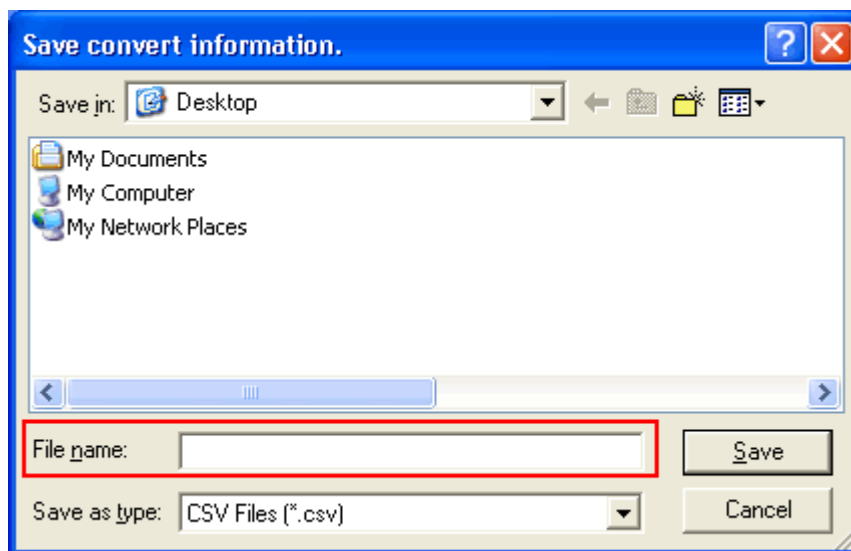 Save convert information.
Save in: Desktop
My Documents
My Computer
My Network Places
File name:
Save
Save as type: CSV Files (*.csv)
Cancel